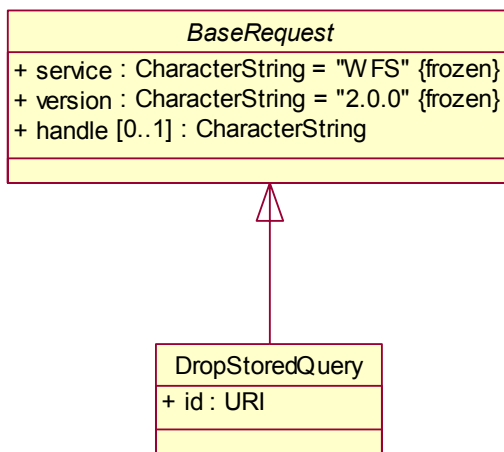 BaseRequest
+ service : CharacterString = "WFS" {frozen}
+ version : CharacterString = "2.0.0" {frozen}
+ handle [0..1] : CharacterString
DropStoredQuery
+ id : URI